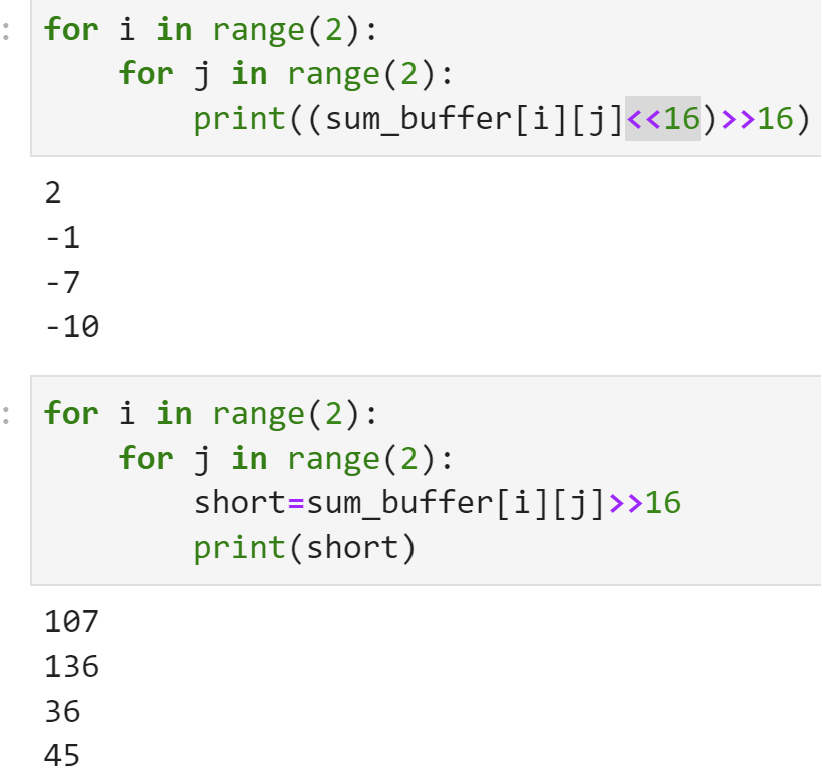 for i in range(2):
    for j in range(2):
        print((sum_buffer[i][j]<<16)>>16)
2
-1
-7
-10
for i in range(2):
    for j in range(2):
        short=sum_buffer[i][j]>>16
        print(short)
107
136
36
45